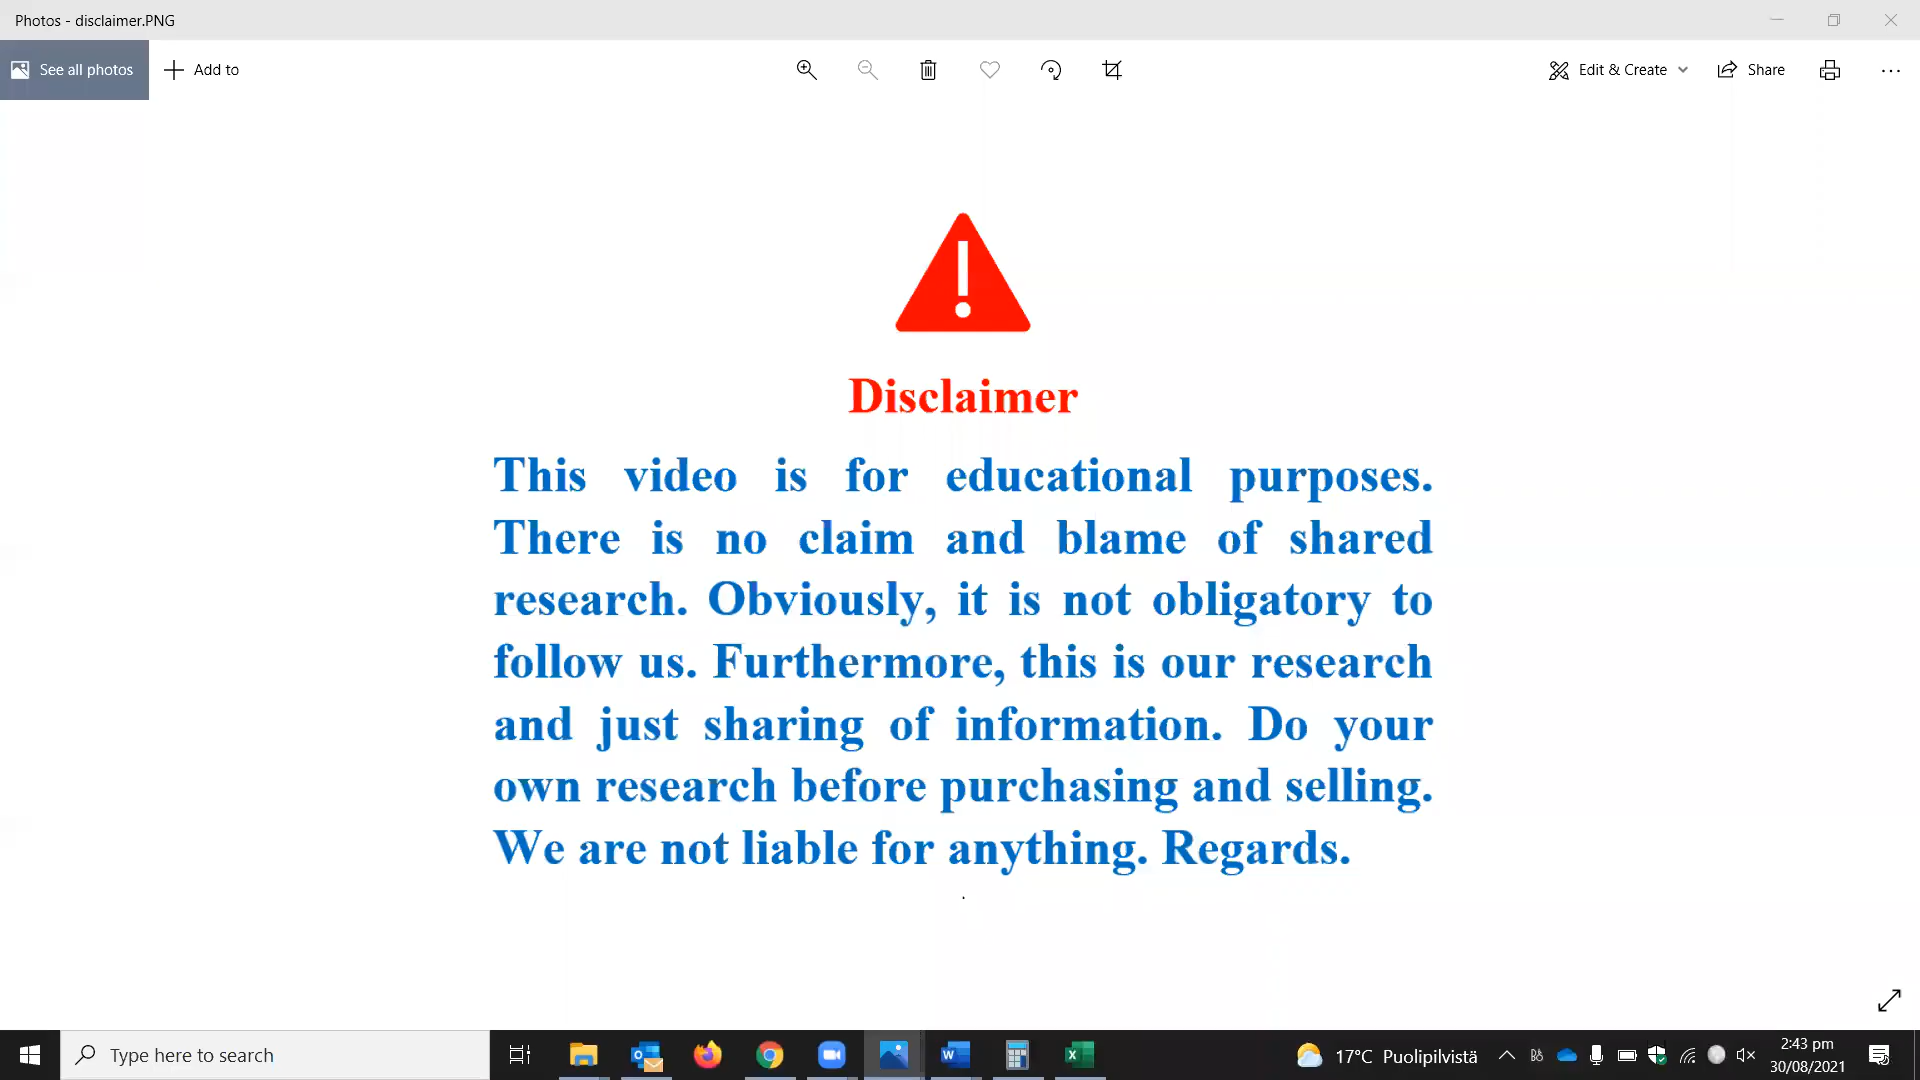 Photos - disclaimer.PNG
See all photos
Add to
Edit & Create
Share
Disclaimer
This video is for educational purposes.
There is no claim and blame of shared
research. Obviously, it is not obligatory to
follow us. Furthermore, this is our research
and just sharing of information. Do your
own research before purchasing and selling.
We are not liable for anything. Regards.
Type here to search
17°C Puolipilvistä
2:43 pm
30/08/2021